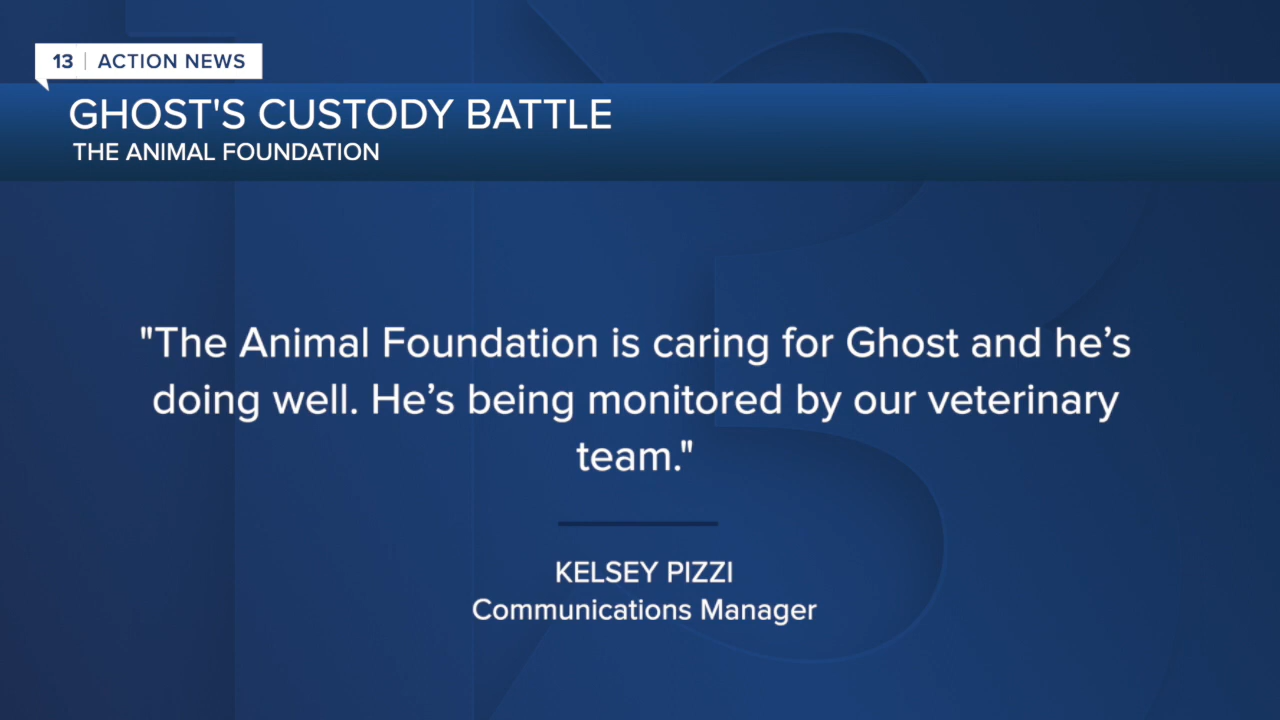 13 | ACTION NEWS
GHOST'S CUSTODY BATTLE
THE ANIMAL FOUNDATION
"The Animal Foundation is caring for Ghost and he’s
doing well. He’s being monitored by our veterinary
team."
KELSEY PIZZI
Communications Manager